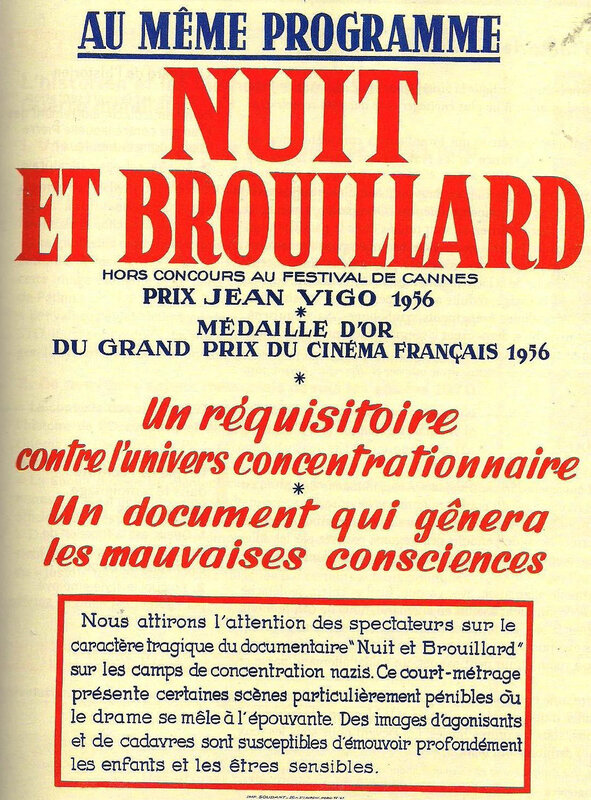 AU MÊME PROGRAMME
NUIT
ET BROUILLARD
HORS CONCOURS AU FESTIVAL DE CANNES
PRIX JEAN VIGO 1956
*
MÉDAILLE D'OR
DU GRAND PRIX DU CINÉMA FRANÇAIS 1956
*
Un réquisitoire
contre l'univers concentrationnaire
*
Un document qui gênera
les mauvaises consciences
Nous attirons l'attention des spectateurs sur le
caractère tragique du documentaire "Nuit et Brouillard"
sur les camps de concentration nazis. Ce court-métrage
présente certaines scènes particulièrement pénibles où
le drame se mêle à l'épouvante. Des images d'agonisants
et de cadavres sont susceptibles d'émouvoir profondément
les enfants et les êtres sensibles.